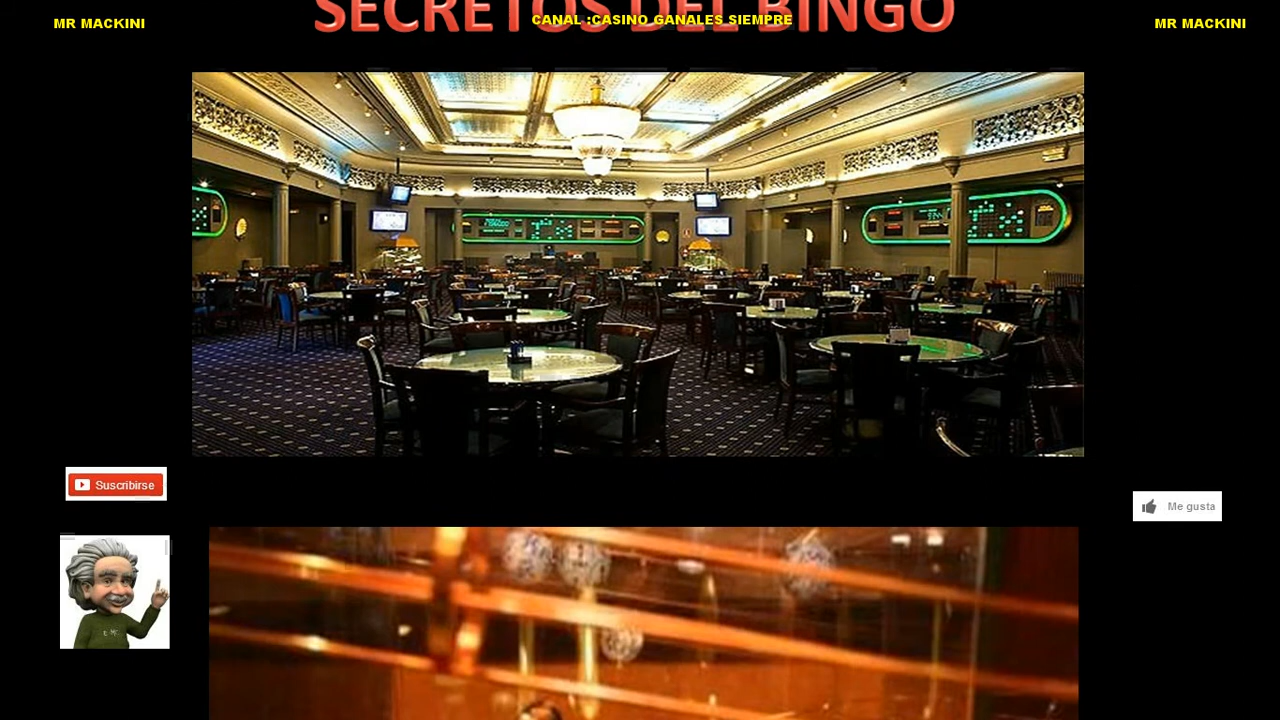 SECRETOS DEL BINGO
MR MACKINI
CANAL :CASINO GANALES SIEMPRE
MR MACKINI
Suscribirse
Me gusta